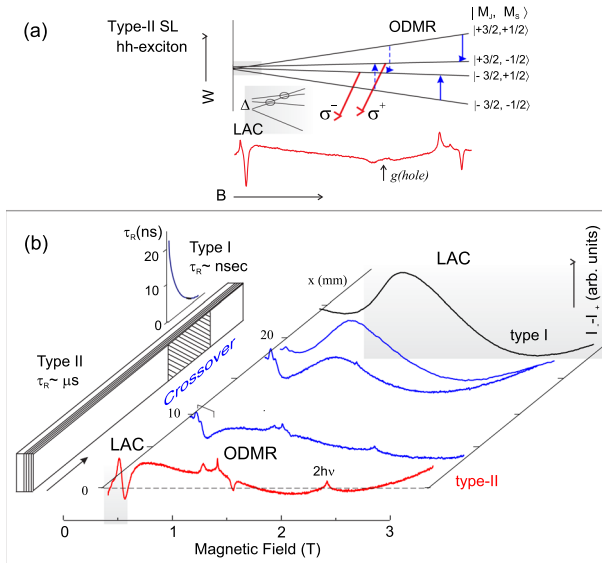 (a)
Type-II SL
hh-exciton
ODMR
| M_J, M_S ⟩
|+3/2,+1/2⟩
|+3/2, -1/2⟩
|- 3/2,+1/2⟩
|- 3/2, -1/2⟩
W
Δ
σ⁻
σ⁺
LAC
g(hole)
B
(b)
τ_R(ns)
20
10
0
Type I
τ_R~ nsec
Type II
τ_R~ μs
Crossover
x (mm)
LAC
type I
I_-I_+ (arb. units)
20
10
0
LAC
ODMR
2hν
type-II
0
1
2
3
Magnetic Field (T)